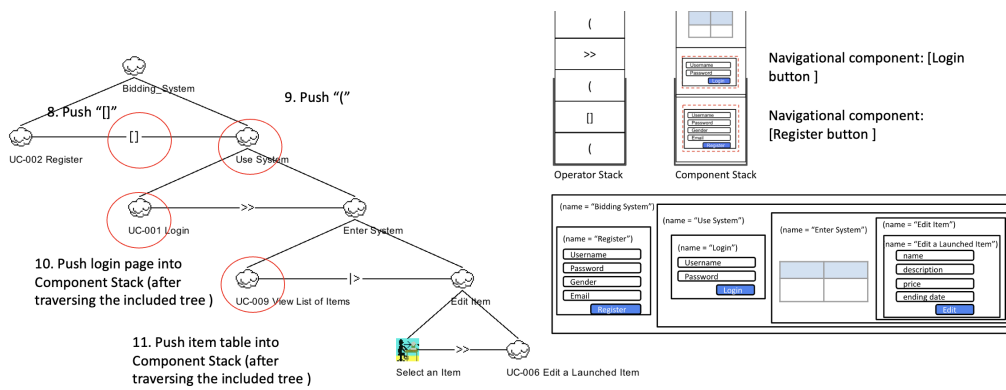 Bidding_System
8. Push “[]”
9. Push “(”
[ ]
UC-002 Register
Use System
>>
UC-001 Login
Enter System
10. Push login page into
Component Stack (after
traversing the included tree )
|>
UC-009 View List of Items
Edit Item
11. Push item table into
Component Stack (after
traversing the included tree )
>>
Select an Item
UC-006 Edit a Launched Item
(
>>
(
[]
(
Operator Stack
Username
Password
Login
Username
Password
Gender
Email
Register
Component Stack
Navigational component: [Login
button ]
Navigational component:
[Register button ]
(name = “Bidding System”)
(name = “Register”)
Username
Password
Gender
Email
Register
(name = “Use System”)
(name = “Login”)
Username
Password
Login
(name = “Enter System”)
(name = “Edit Item”)
(name = “Edit a Launched Item”)
name
description
price
ending date
Edit